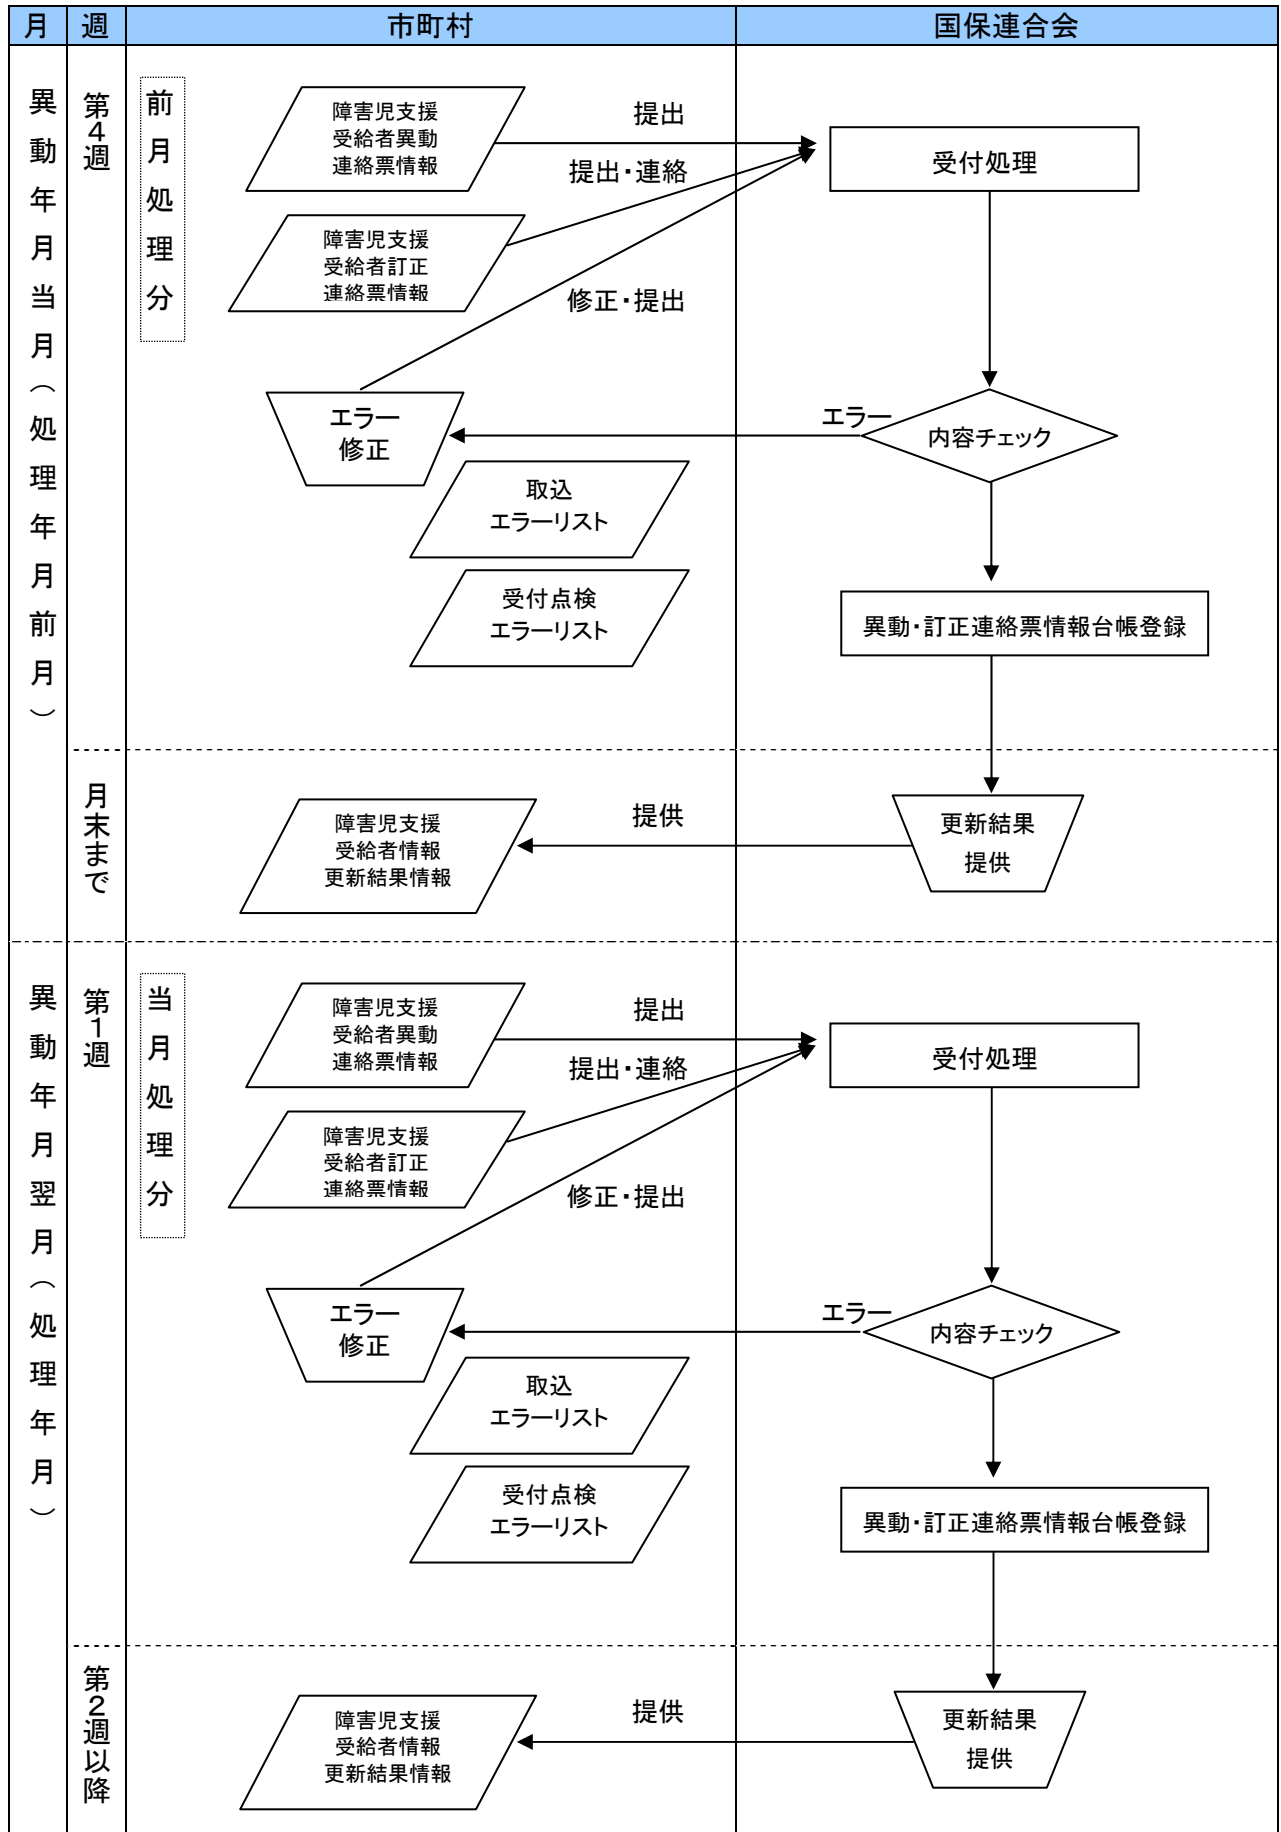 月 週 市町村 国保連合会
異動年月当月（処理年月前月）
第4週
前月処理分
障害児支援
受給者異動
連絡票情報
提出
受付処理
提出・連絡
障害児支援
受給者訂正
連絡票情報
修正・提出
エラー
修正
エラー
内容チェック
取込
エラーリスト
受付点検
エラーリスト
異動・訂正連絡票情報台帳登録
月末まで
障害児支援
受給者情報
更新結果情報
提供
更新結果
提供
異動年月翌月（処理年月）
第1週
当月処理分
障害児支援
受給者異動
連絡票情報
提出
受付処理
提出・連絡
障害児支援
受給者訂正
連絡票情報
修正・提出
エラー
修正
エラー
内容チェック
取込
エラーリスト
受付点検
エラーリスト
異動・訂正連絡票情報台帳登録
第2週以降
障害児支援
受給者情報
更新結果情報
提供
更新結果
提供